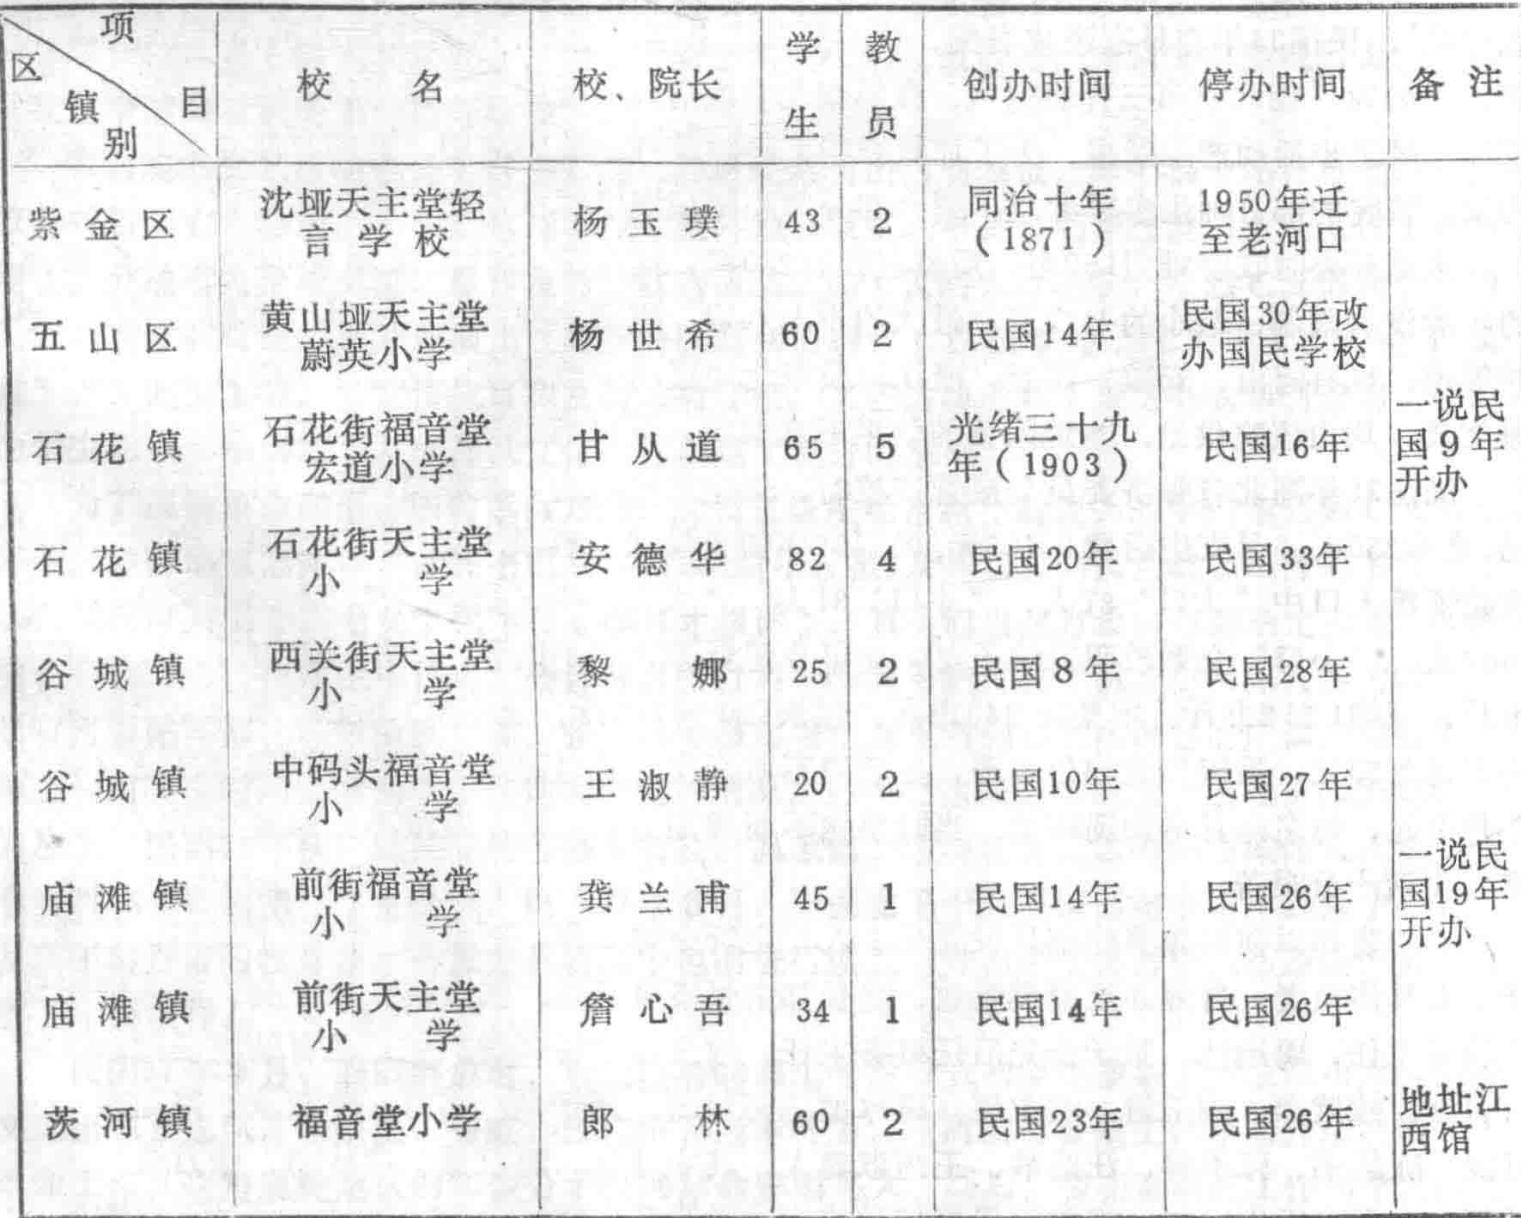 项
目
区
镇
别
校 名
校、院长
学生
教员
创办时间
停办时间
备 注
紫金区
沈垭天主堂轻
言学校
杨玉璞
43
2
同治十年
(1871)
1950年迁
至老河口
五山区
黄山垭天主堂
蔚英小学
杨世希
60
2
民国14年
民国30年改
办国民学校
石花镇
石花街福音堂
宏道小学
甘从道
65
5
光绪三十九
年(1903)
民国16年
一说民
国9年
开办
石花镇
石花街天主堂
小 学
安德华
82
4
民国20年
民国33年
谷城镇
西关街天主堂
小 学
黎 娜
25
2
民国8年
民国28年
谷城镇
中码头福音堂
小 学
王淑静
20
2
民国10年
民国27年
庙滩镇
前街福音堂
小 学
龚兰甫
45
1
民国14年
民国26年
一说民
国19年
开办
庙滩镇
前街天主堂
小 学
詹心吾
34
1
民国14年
民国26年
茨河镇
福音堂小学
郎 林
60
2
民国23年
民国26年
地址江
西馆